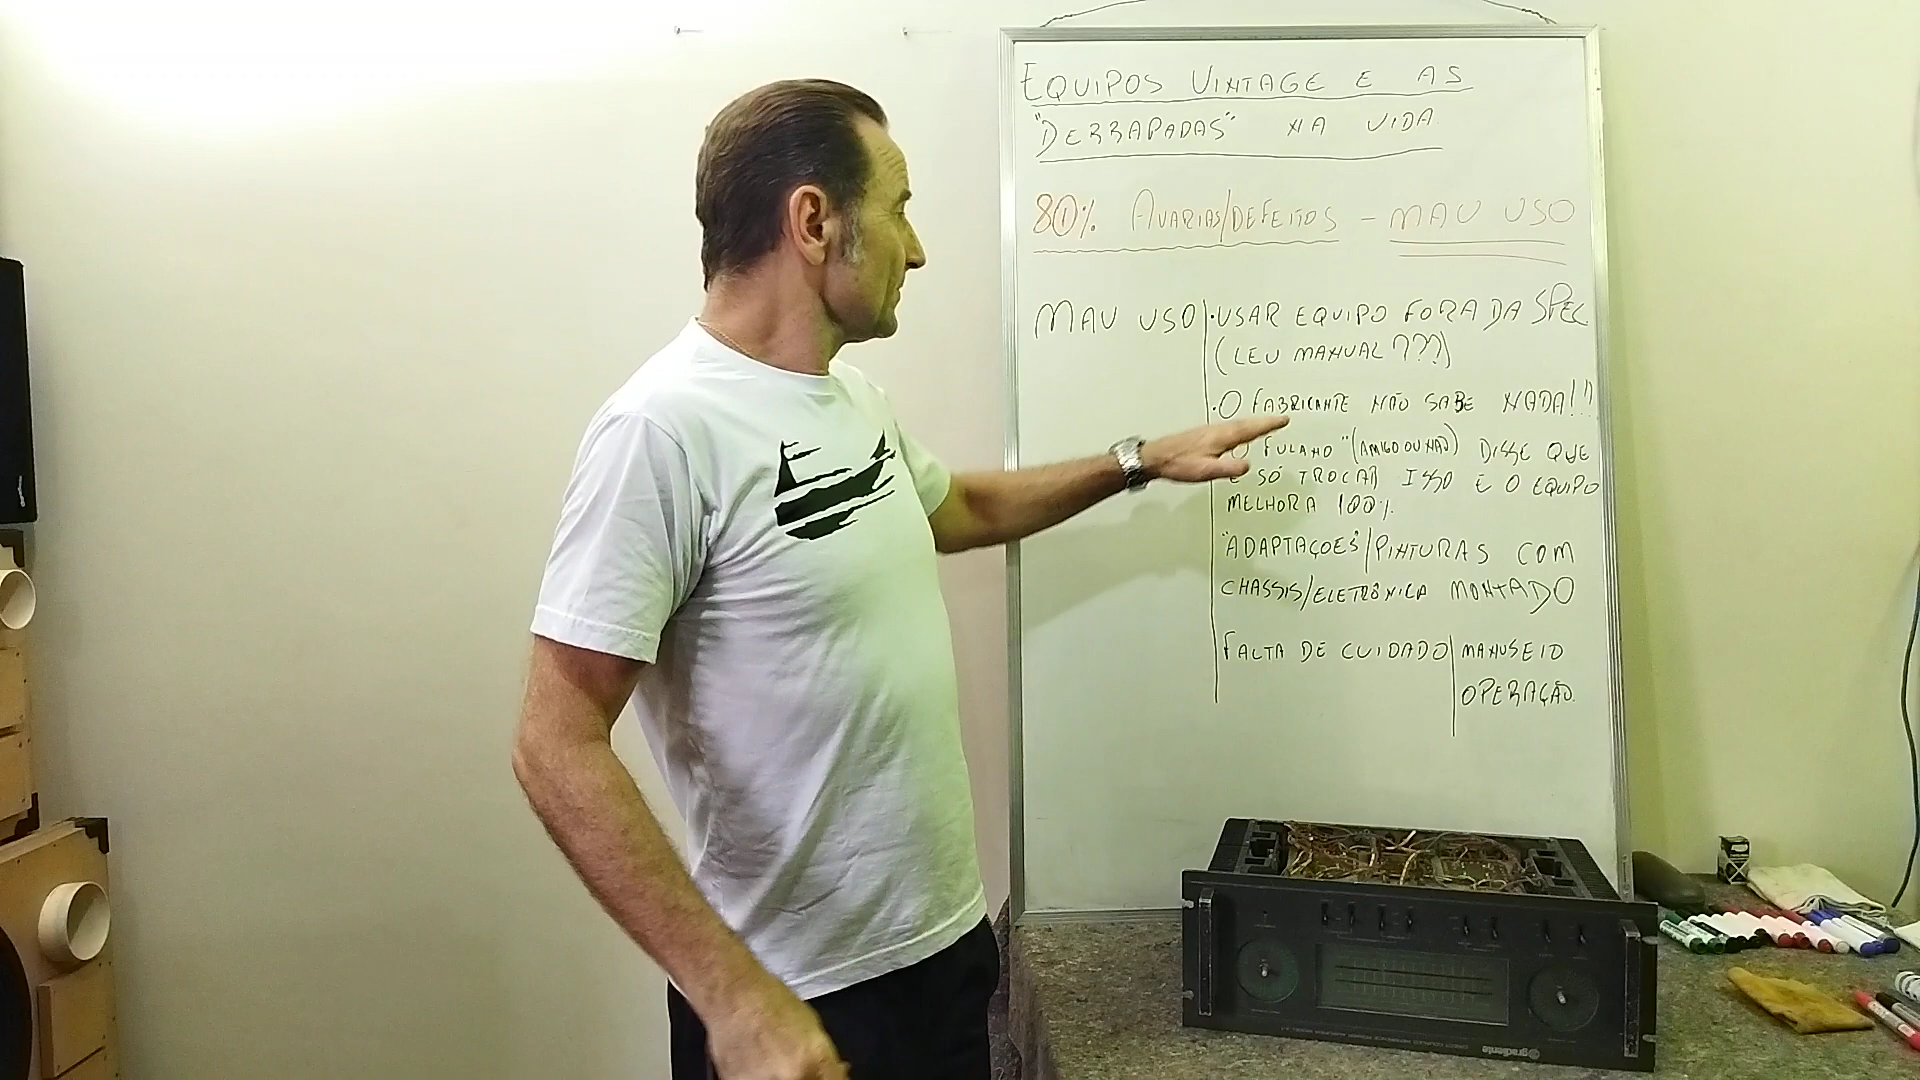 EQUIPOS VINTAGE E AS
"DERRAPADAS" NA VIDA
80% AVARIAS/DEFEITOS - MAU USO
MAU USO
• USAR EQUIPO FORA DA SPEC
(LEU MANUAL???)
• O FABRICANTE NÃO SABE NADA!!
O FULANO "(AMIGO OU NÃO) DISSE QUE
É SÓ TROCAR ISSO E O EQUIPO
MELHORA 100%.
"ADAPTAÇOES"/PINTURAS COM
CHASSIS/ELETRÔNICA MONTADO
FALTA DE CUIDADO
MANUSEIO
OPERAÇÃO.
gradiente